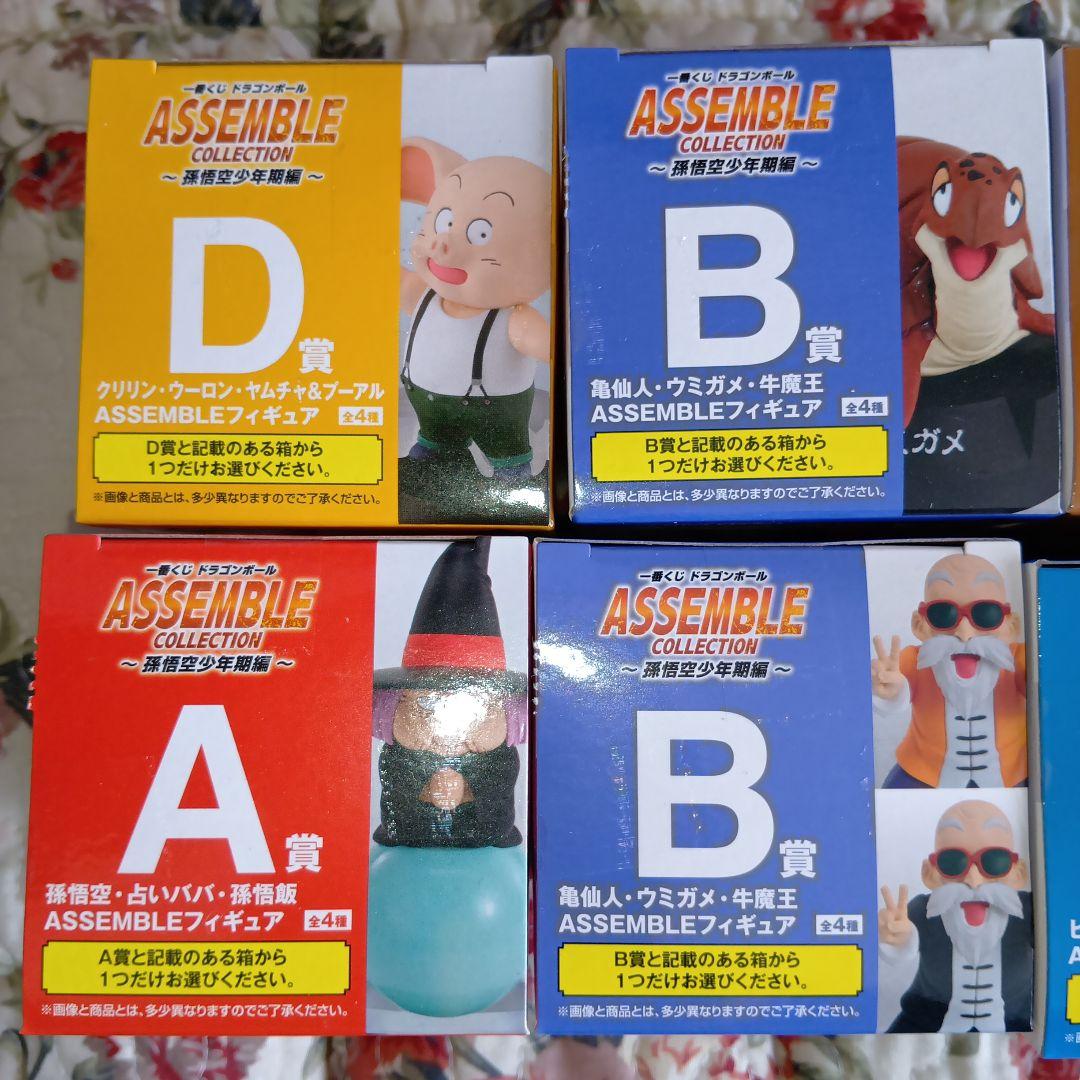 一番くじ ドラゴンボール
ASSEMBLE
COLLECTION
～ 孫悟空少年期編 ～
D賞
クリリン・ウーロン・ヤムチャ&プーアル
ASSEMBLEフィギュア 全4種
D賞と記載のある箱から
1つだけお選びください。
※画像と商品とは、多少異なりますのでご了承ください。
一番くじ ドラゴンボール
ASSEMBLE
COLLECTION
～ 孫悟空少年期編 ～
B賞
亀仙人・ウミガメ・牛魔王
ASSEMBLEフィギュア 全4種
B賞と記載のある箱から
1つだけお選びください。
※画像と商品とは、多少異なりますのでご了承ください。
ガメ
一番くじ ドラゴンボール
ASSEMBLE
COLLECTION
～ 孫悟空少年期編 ～
A賞
孫悟空・占いババ・孫悟飯
ASSEMBLEフィギュア 全4種
A賞と記載のある箱から
1つだけお選びください。
※画像と商品とは、多少異なりますのでご了承ください。
一番くじ ドラゴンボール
ASSEMBLE
COLLECTION
～ 孫悟空少年期編 ～
B賞
亀仙人・ウミガメ・牛魔王
ASSEMBLEフィギュア 全4種
B賞と記載のある箱から
1つだけお選びください。
※画像と商品とは、多少異なりますのでご了承ください。